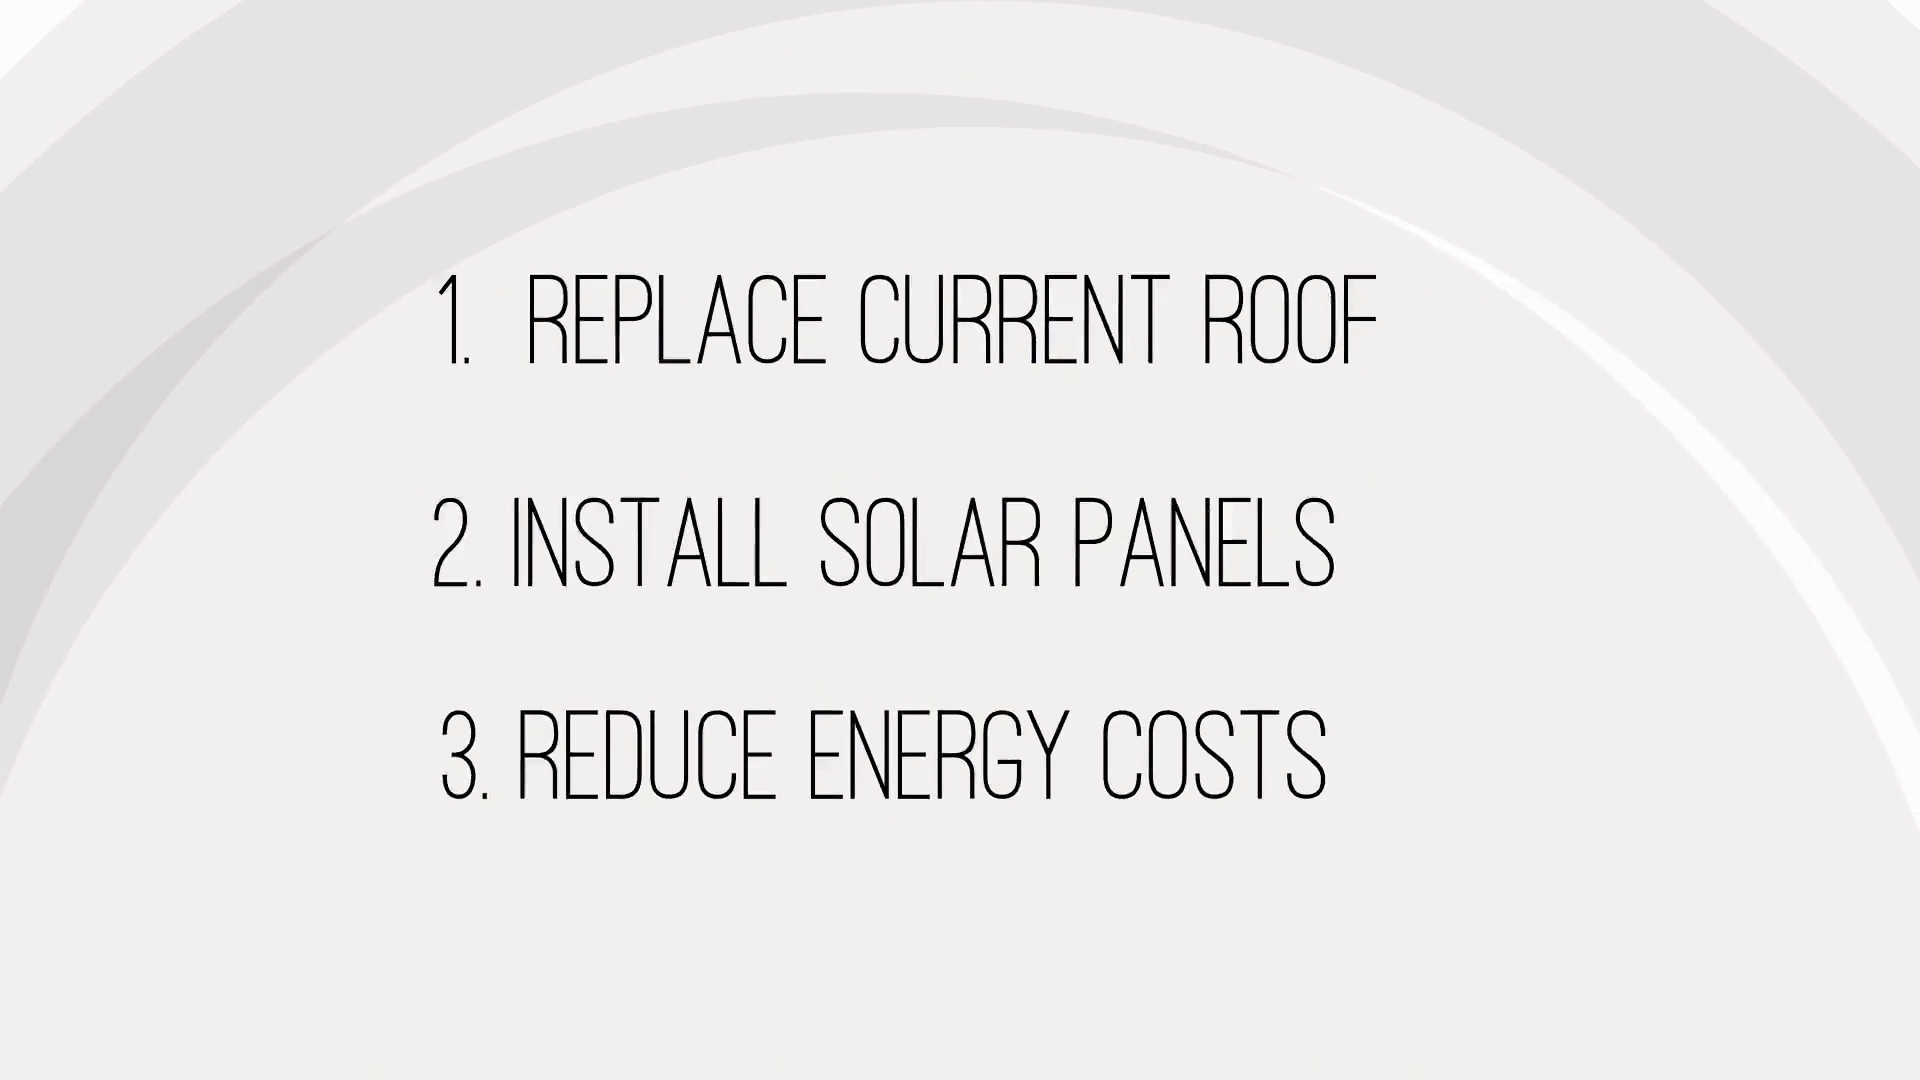 1. REPLACE CURRENT ROOF
2. INSTALL SOLAR PANELS
3. REDUCE ENERGY COSTS